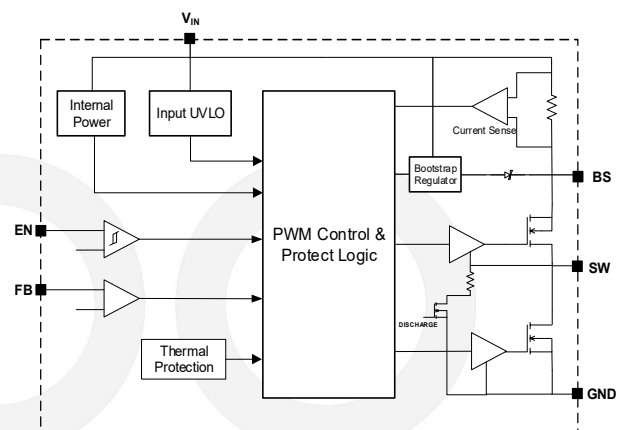 VIN
Internal
Power
Input UVLO
Current Sense
Bootstrap
Regulator
BS
EN
PWM Control &
Protect Logic
SW
FB
DISCHARGE
Thermal
Protection
GND